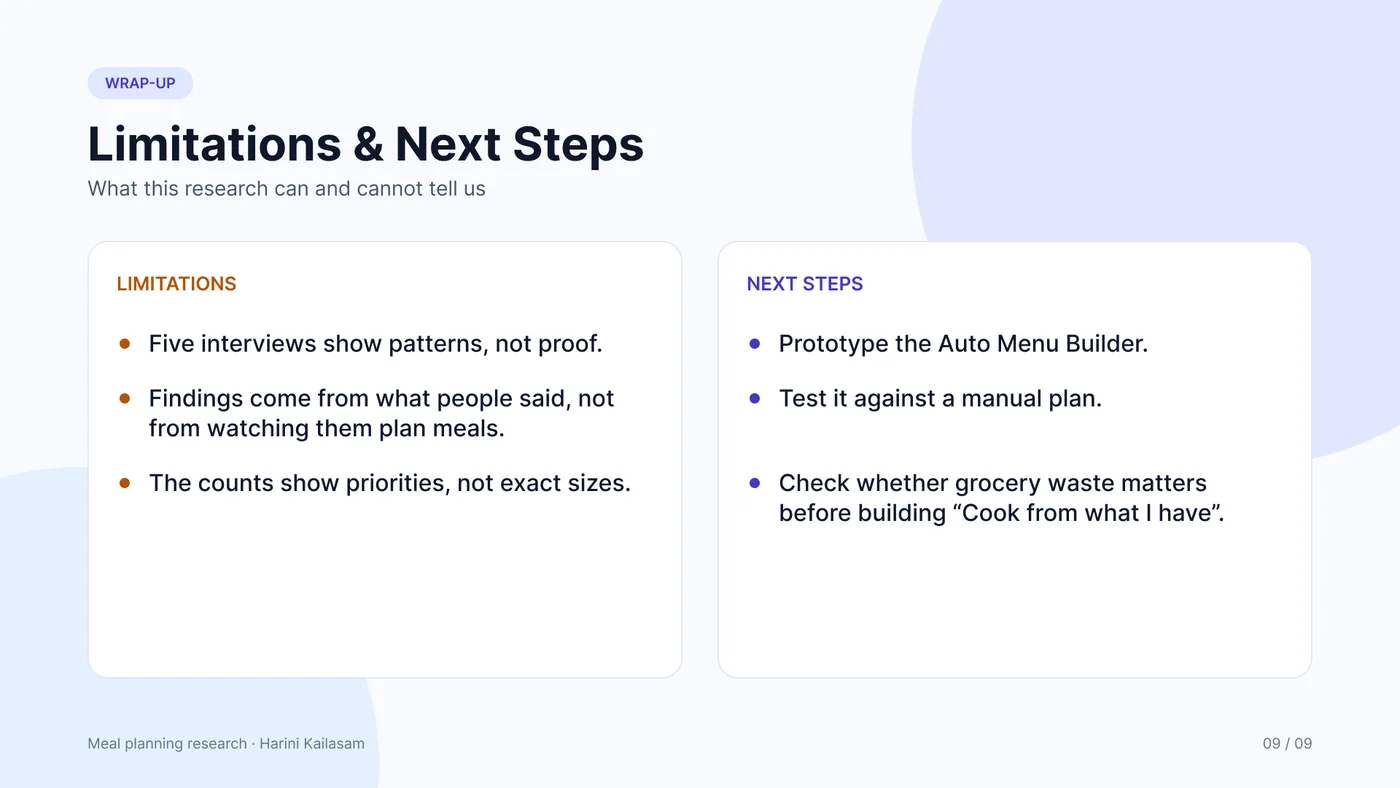 WRAP-UP
Limitations & Next Steps
What this research can and cannot tell us
LIMITATIONS
Five interviews show patterns, not proof.
Findings come from what people said, not
from watching them plan meals.
The counts show priorities, not exact sizes.
NEXT STEPS
Prototype the Auto Menu Builder.
Test it against a manual plan.
Check whether grocery waste matters
before building “Cook from what I have”.
Meal planning research · Harini Kailasam
09 / 09